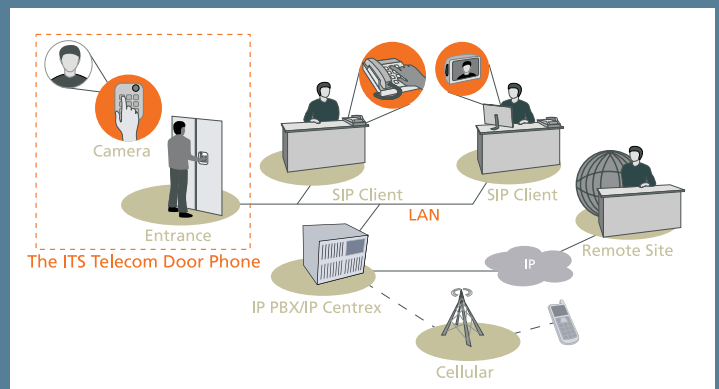 Camera
Entrance
The ITS Telecom Door Phone
SIP Client
SIP Client
LAN
Remote Site
IP
IP PBX/IP Centrex
Cellular